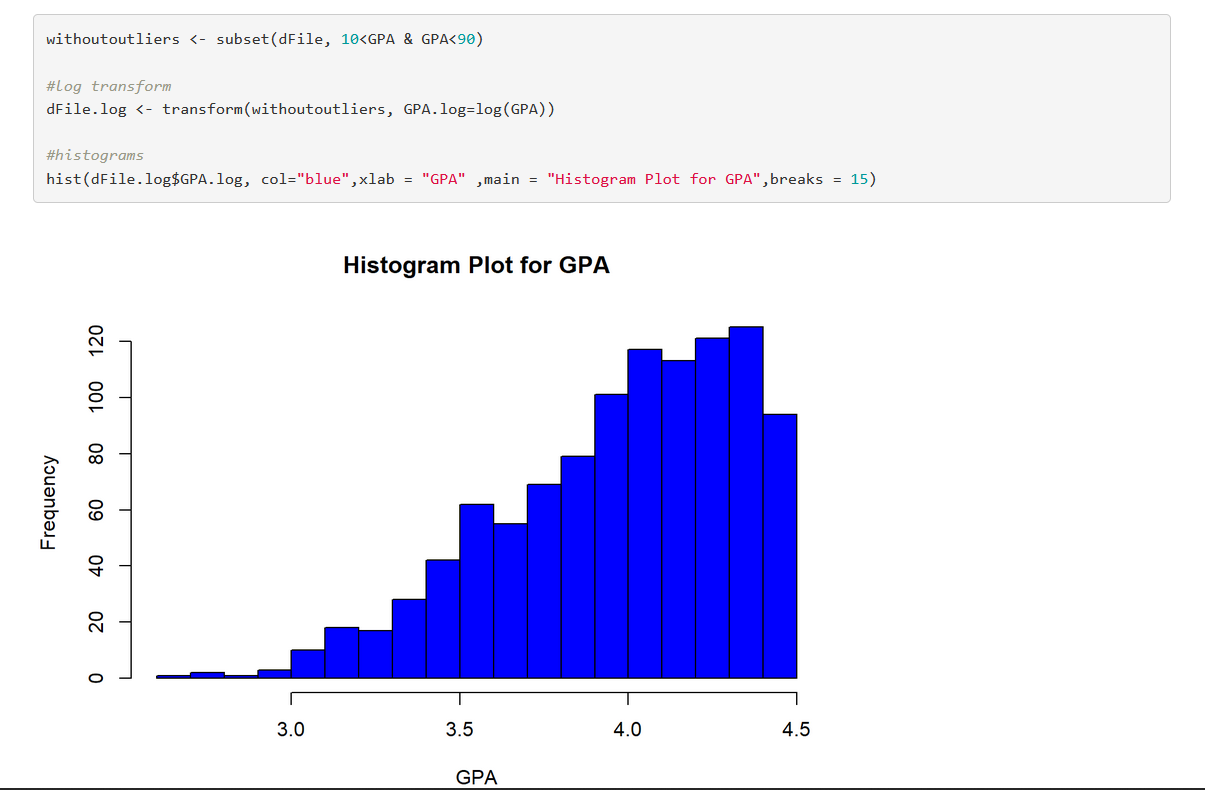 withoutoutliers <- subset(dFile, 10<GPA & GPA<90)
#log transform
dFile.log <- transform(withoutoutliers, GPA.log=log(GPA))
#histograms
hist(dFile.log$GPA.log, col="blue",xlab = "GPA" ,main = "Histogram Plot for GPA",breaks = 15)
Histogram Plot for GPA
Frequency
120
100
80
60
40
20
0
3.0 3.5 4.0 4.5
GPA